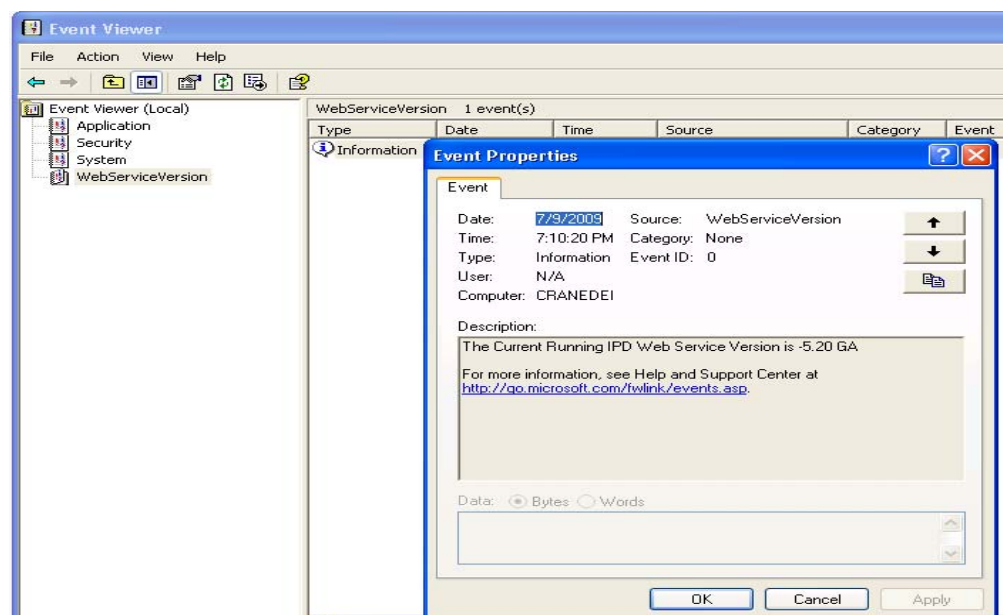 Event Viewer
File Action View Help
Event Viewer (Local)
Application
Security
System
WebServiceVersion
WebServiceVersion 1 event(s)
Type Date Time Source Category Event
Information
Event Properties
Event
Date: 7/9/2009 Source: WebServiceVersion
Time: 7:10:20 PM Category: None
Type: Information Event ID: 0
User: N/A
Computer: CRANEDEI
Description:
The Current Running IPD Web Service Version is -5.20 GA
For more information, see Help and Support Center at
http://go.microsoft.com/fwlink/events.asp.
Data: Bytes Words
OK Cancel Apply